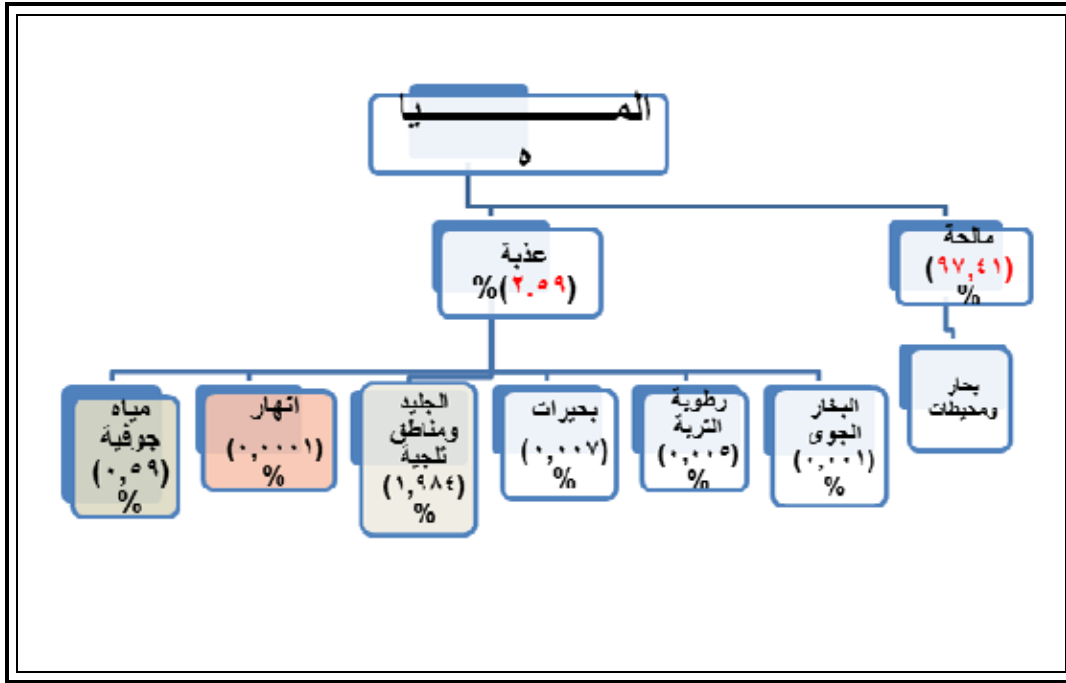 المـــــــــيا
ه
مالحة
(٩٧,٤١)
%
عذبة
(٢.٥٩)%
بحار
ومحيطات
البخار
الجوى
(٠,٠٠١)
%
رطوبة
التربة
(٠,٠٠٥)
%
بحيرات
(٠,٠٠٧)
%
الجليد
ومناطق
ثلجية
(١,٩٨٤)
%
انهار
(٠,٠٠٠١)
%
مياه
جوفية
(٠,٥٩)
%